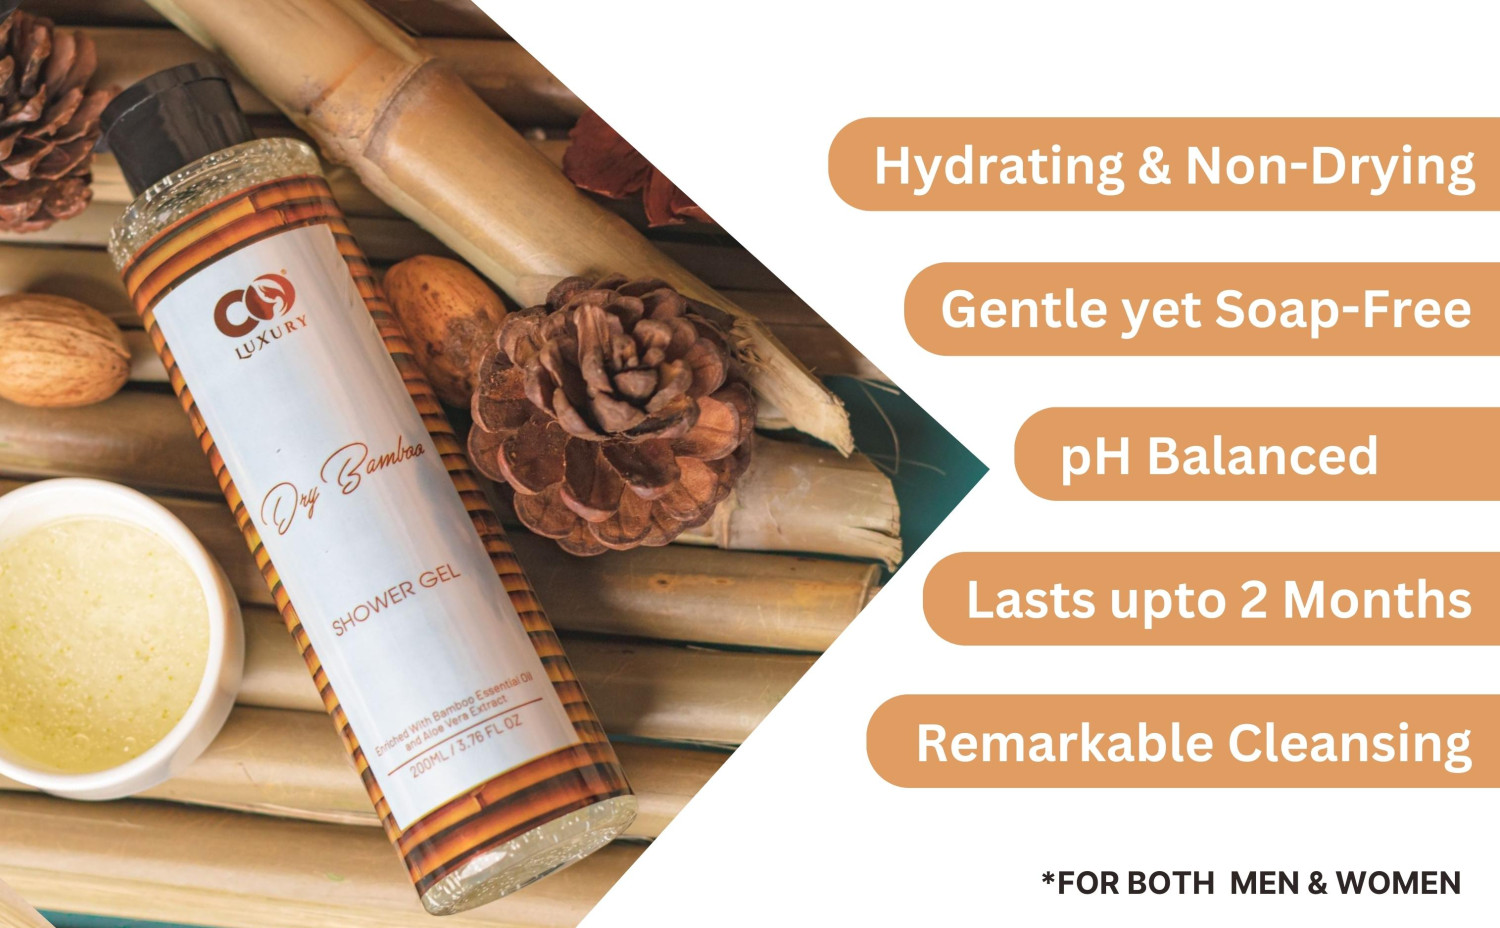 CO
LUXURY
Dry Bamboo
SHOWER GEL
Enriched With Bamboo Essential Oil
and Aloe Vera Extract
200ML / 3.76 FL OZ
Hydrating & Non-Drying
Gentle yet Soap-Free
pH Balanced
Lasts upto 2 Months
Remarkable Cleansing
*FOR BOTH MEN & WOMEN